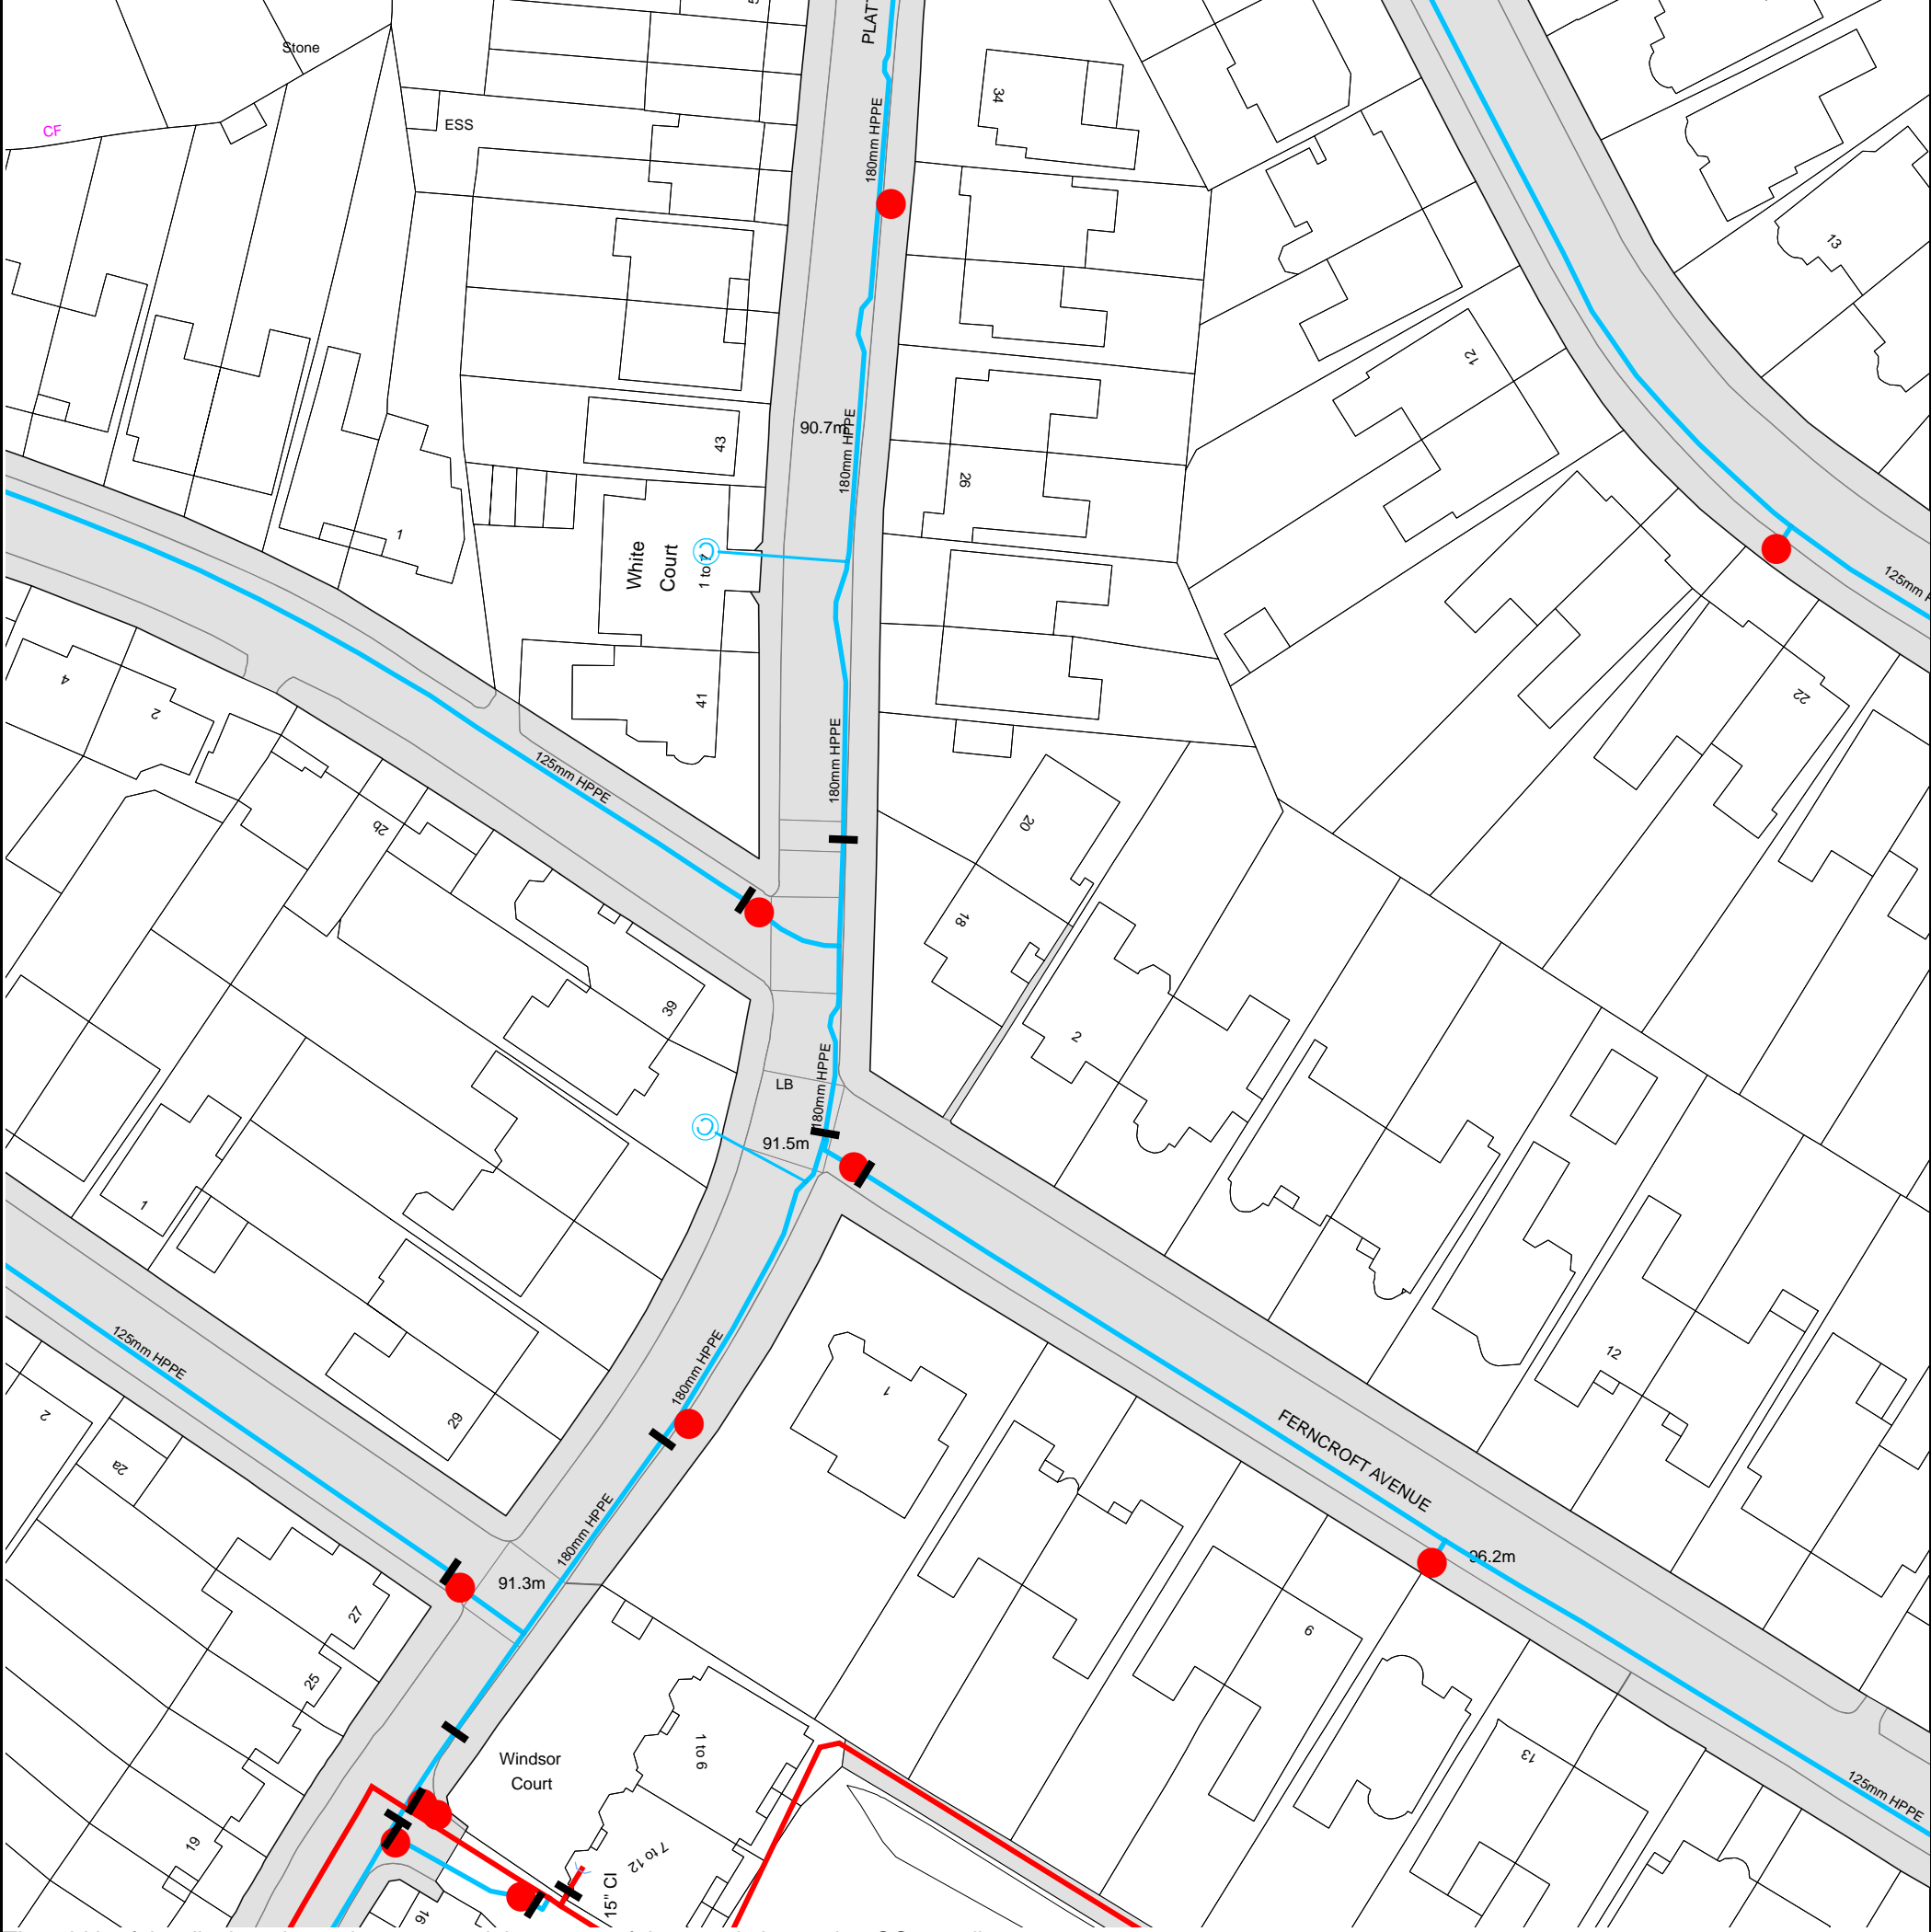 PLATT
Stone
CF
ESS
34
180mm HPPE
13
12
90.7m
180mm HPPE
43
26
1
White
Court
1 to 7
125mm H
4
2
41
22
125mm HPPE
180mm HPPE
2b
20
18
39
2
180mm HPPE
LB
91.5m
1
125mm HPPE
180mm HPPE
1
12
2
29
2a
FERNCROFT AVENUE
180mm HPPE
96.2m
91.3m
27
9
25
Windsor
Court
1 to 6
13
125mm HPPE
19
7 to 12
15" CI
16